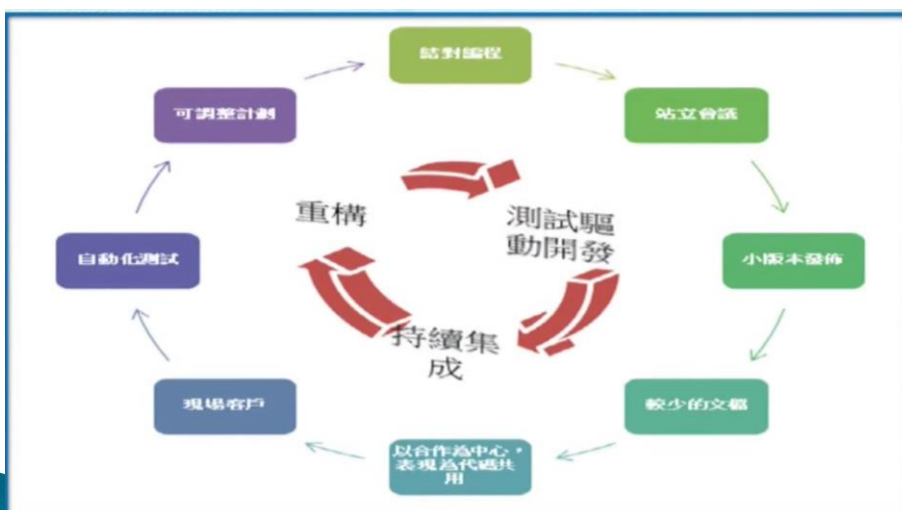 結對編程
站立會議
小版本發佈
較少的文檔
以合作為中心，
表現為代碼共
用
現場客戶
自動化測試
可調整計劃
重構
測試驅
動開發
持續集
成